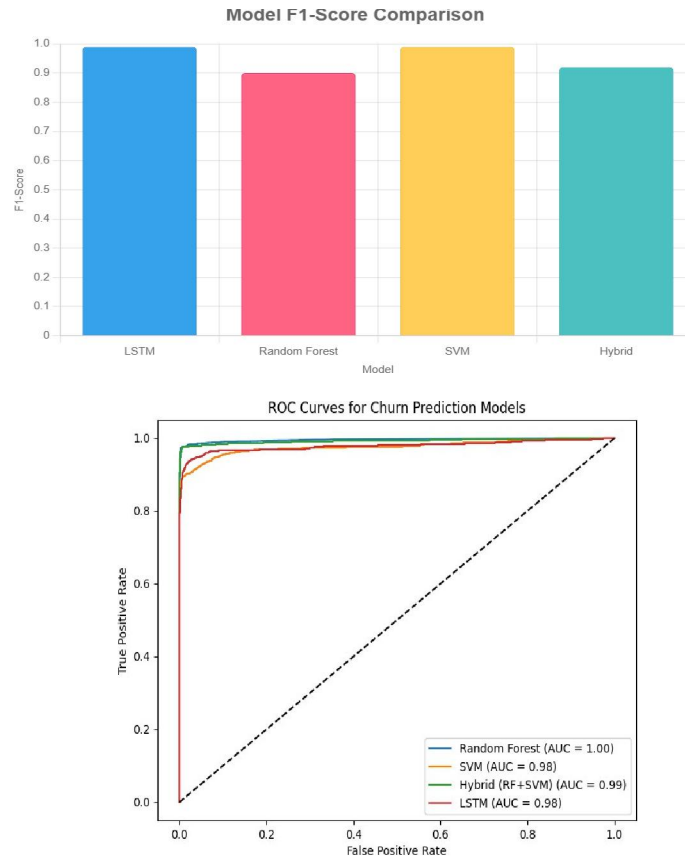 Model F1-Score Comparison
1.0
0.9
0.8
0.7
0.6
0.5
0.4
0.3
0.2
0.1
0
F1-Score
LSTM Random Forest SVM Hybrid
Model
ROC Curves for Churn Prediction Models
1.0
0.8
0.6
0.4
0.2
0.0
True Positive Rate
Random Forest (AUC = 1.00)
SVM (AUC = 0.98)
Hybrid (RF+SVM) (AUC = 0.99)
LSTM (AUC = 0.98)
0.0 0.2 0.4 0.6 0.8 1.0
False Positive Rate